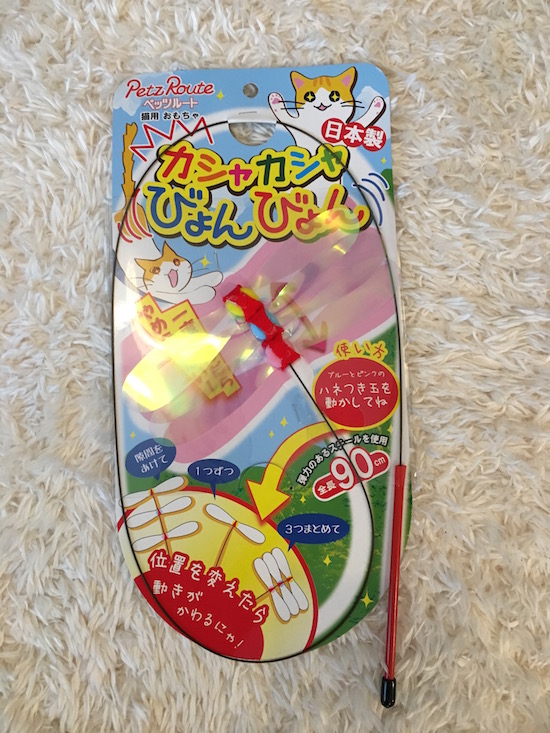 Petz Route
ペッツルート
猫用 おもちゃ
日本製
カシャカシャ
びょんびょん
使い方
ブルーとピンクの
ハネつき玉を
動かしてね
弾力のあるスチールを使用
全長90cm
隙間を
あけて
1つずつ
3つまとめて
位置を変えたら
動きが
かわるにゃ!